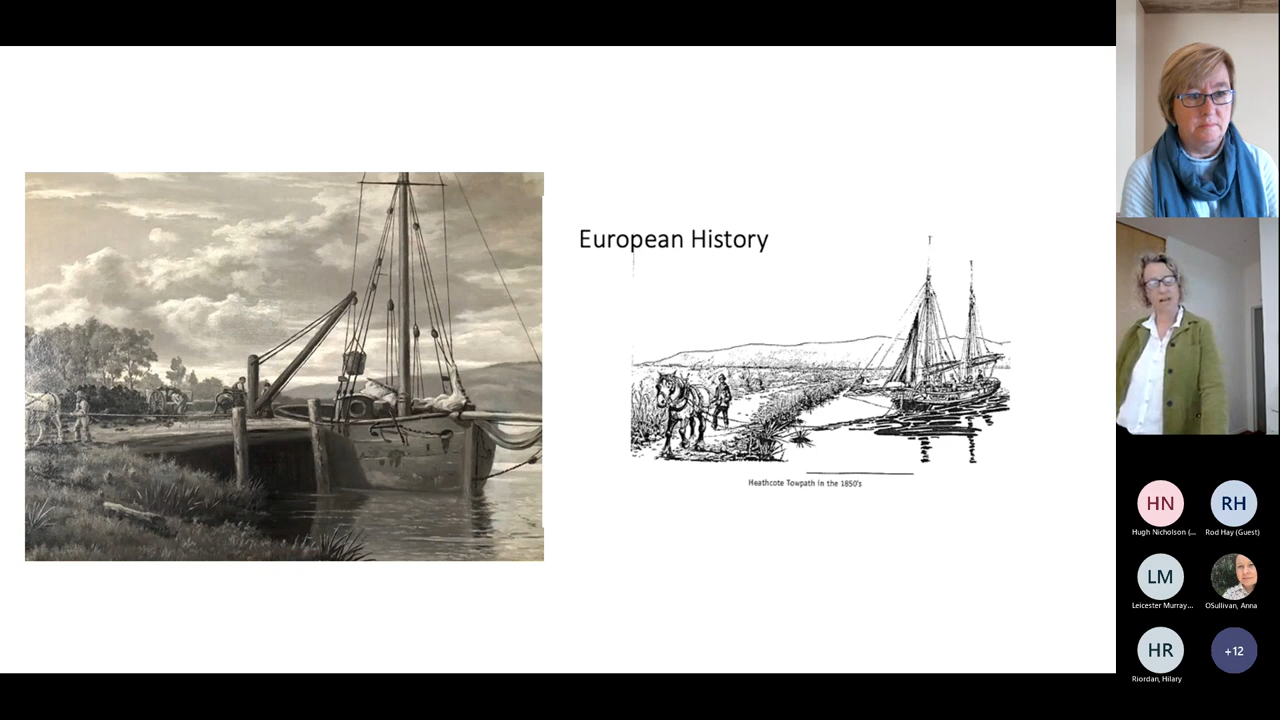 European History
Heathcote Towpath in the 1850's
HN
RH
Hugh Nicholson (...
Rod Hay (Guest)
LM
Leicester Murray...
OSullivan, Anna
HR
+12
Riordan, Hilary